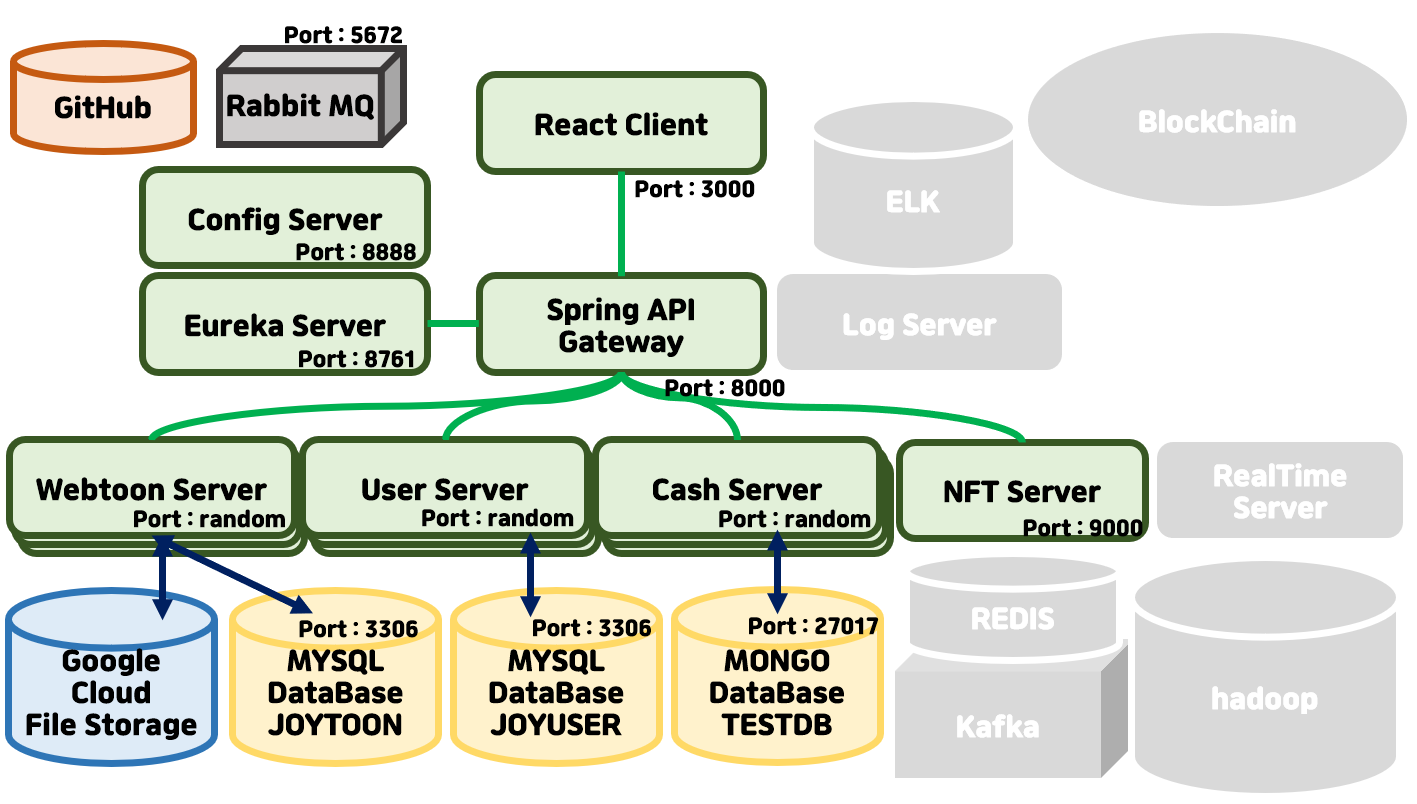 Port : 5672
GitHub
Rabbit MQ
React Client
Port : 3000
BlockChain
ELK
Config Server
Port : 8888
Eureka Server
Port : 8761
Spring API
Gateway
Port : 8000
Log Server
Webtoon Server
Port : random
User Server
Port : random
Cash Server
Port : random
NFT Server
Port : 9000
RealTime
Server
Google
Cloud
File Storage
Port : 3306
MYSQL
DataBase
JOYTOON
Port : 3306
MYSQL
DataBase
JOYUSER
Port : 27017
MONGO
DataBase
TESTDB
REDIS
Kafka
hadoop